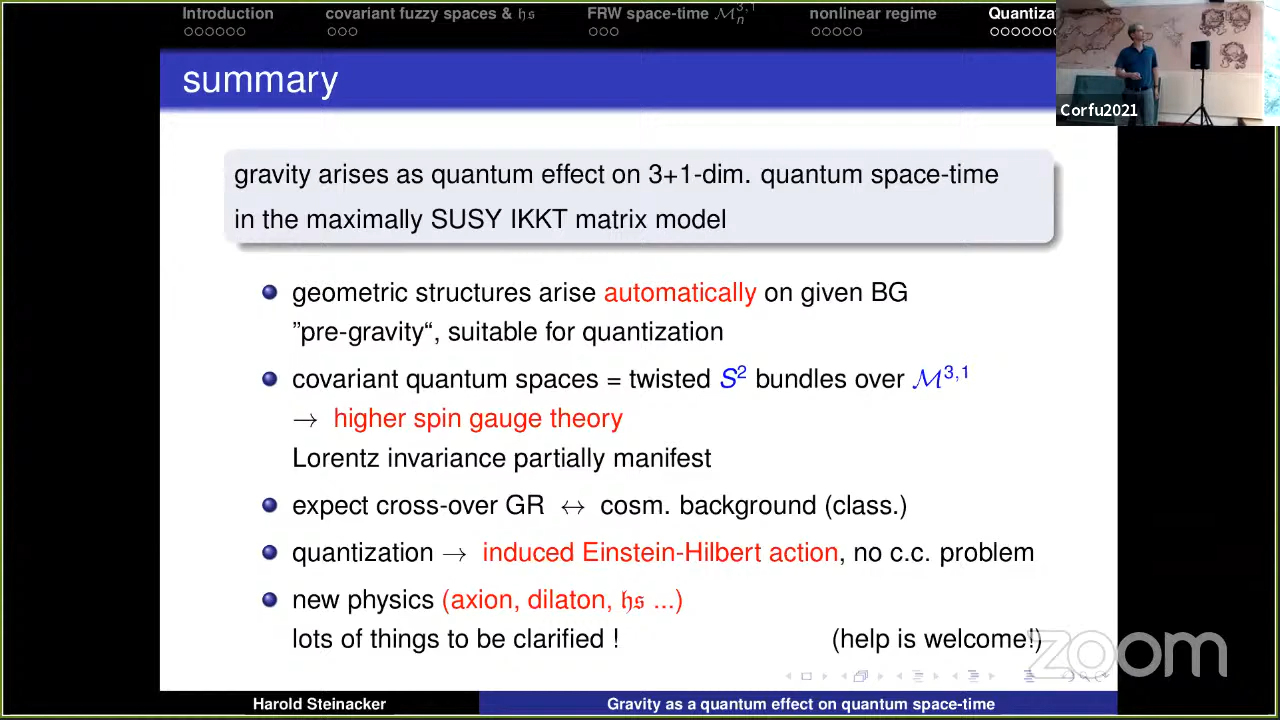 Introduction covariant fuzzy spaces & 𝔥𝔰 FRW space-time ℳₙ³,¹ nonlinear regime Quantiza
Corfu2021
summary
gravity arises as quantum effect on 3+1-dim. quantum space-time
in the maximally SUSY IKKT matrix model
geometric structures arise automatically on given BG
”pre-gravity“, suitable for quantization
covariant quantum spaces = twisted S² bundles over ℳ³,¹
→ higher spin gauge theory
Lorentz invariance partially manifest
expect cross-over GR ↔ cosm. background (class.)
quantization → induced Einstein-Hilbert action, no c.c. problem
new physics (axion, dilaton, 𝔥𝔰 ...)
lots of things to be clarified ! (help is welcome!)
zoom
Harold Steinacker Gravity as a quantum effect on quantum space-time